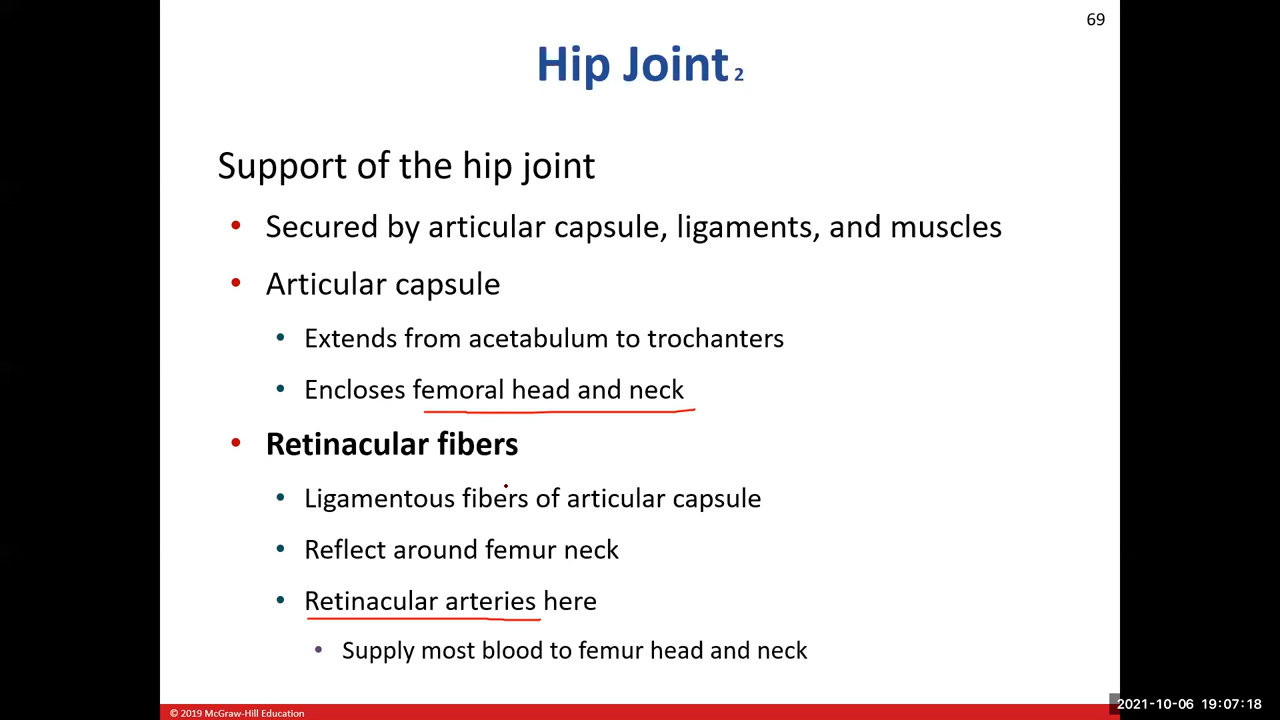 69
Hip Joint 2
Support of the hip joint
• Secured by articular capsule, ligaments, and muscles
• Articular capsule
• Extends from acetabulum to trochanters
• Encloses femoral head and neck
• Retinacular fibers
• Ligamentous fibers of articular capsule
• Reflect around femur neck
• Retinacular arteries here
• Supply most blood to femur head and neck
© 2019 McGraw-Hill Education
2021-10-06 19:07:18